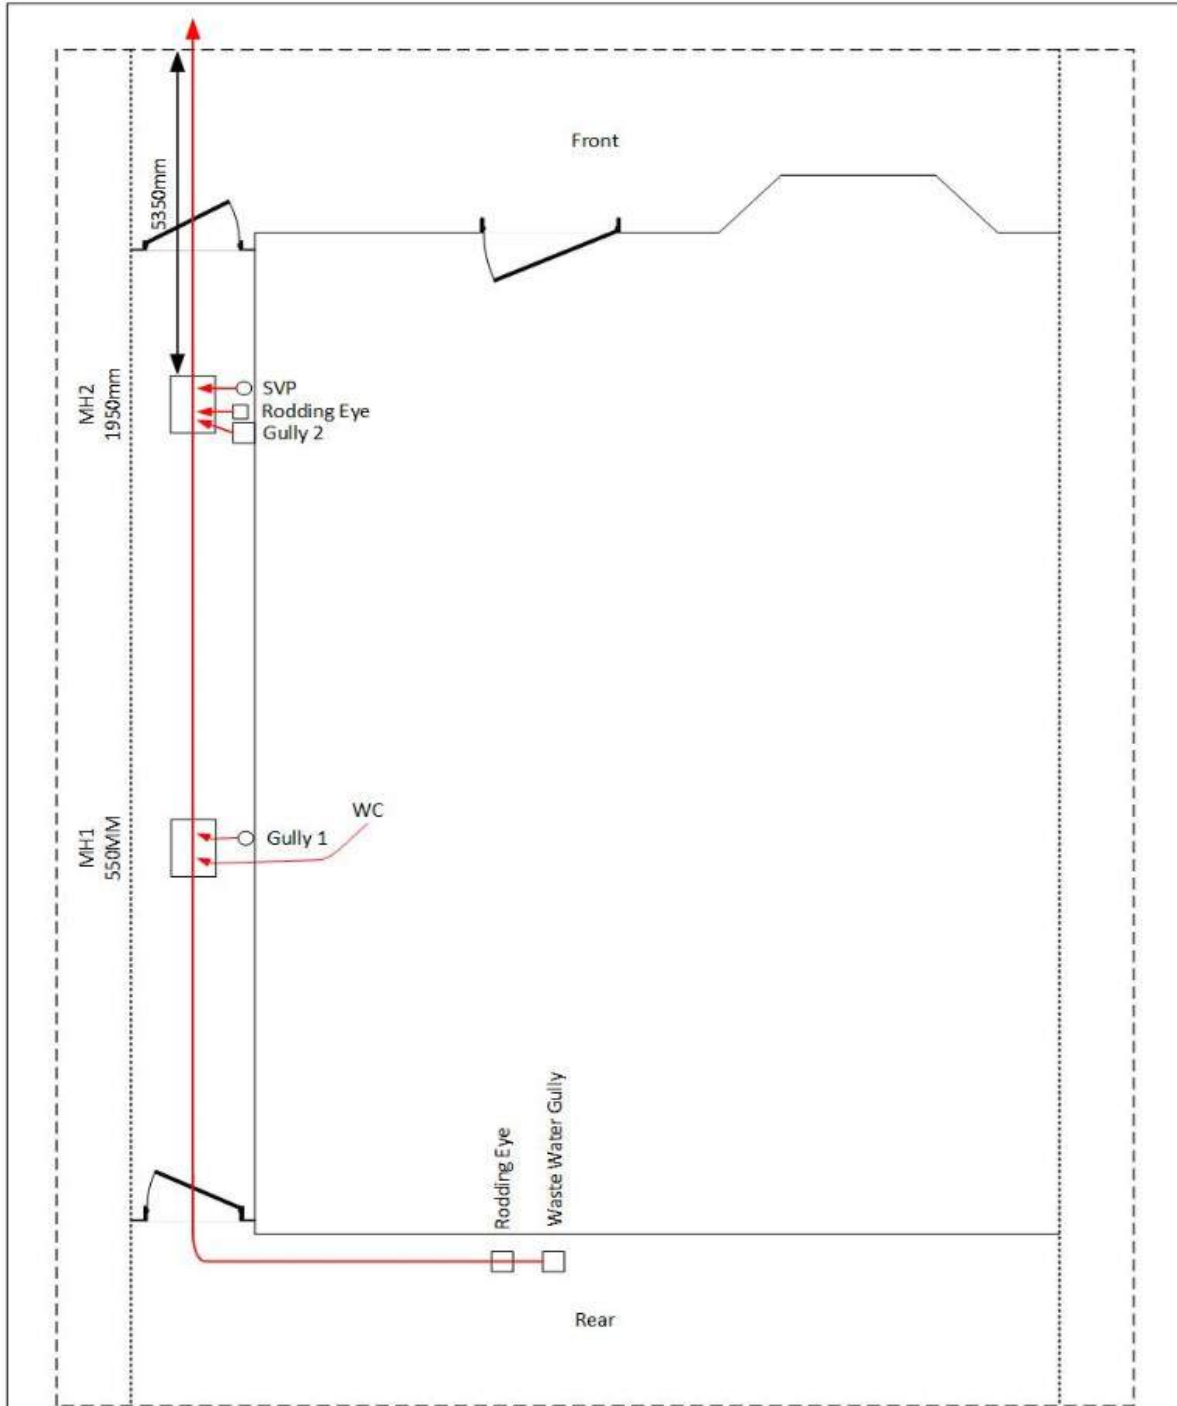 Front
5350mm
MH2
1950mm
SVP
Rodding Eye
Gully 2
WC
MH1
550MM
Gully 1
Rodding Eye
Waste Water Gully
Rear